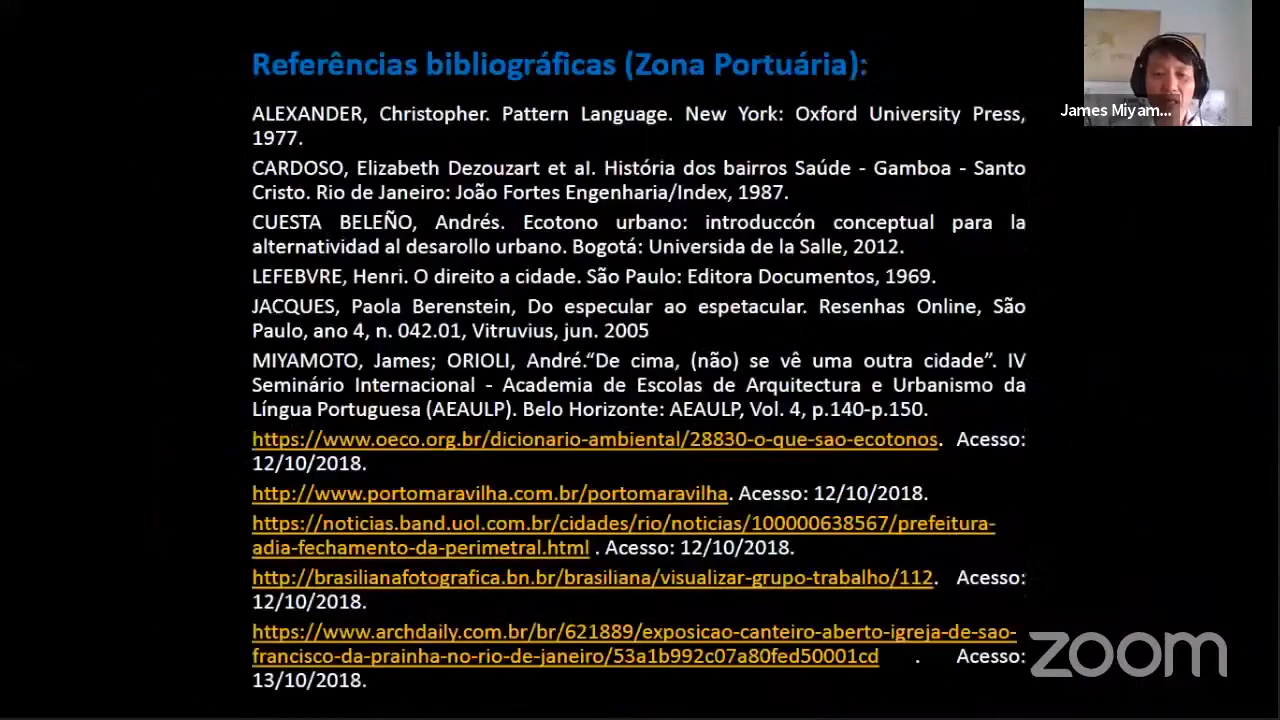 Referências bibliográficas (Zona Portuária):
James Miyam...
ALEXANDER, Christopher. Pattern Language. New York: Oxford University Press,
1977.
CARDOSO, Elizabeth Dezouzart et al. História dos bairros Saúde - Gamboa - Santo
Cristo. Rio de Janeiro: João Fortes Engenharia/Index, 1987.
CUESTA BELEÑO, Andrés. Ecotono urbano: introduccón conceptual para la
alternatividad al desarollo urbano. Bogotá: Universida de la Salle, 2012.
LEFEBVRE, Henri. O direito a cidade. São Paulo: Editora Documentos, 1969.
JACQUES, Paola Berenstein, Do especular ao espetacular. Resenhas Online, São
Paulo, ano 4, n. 042.01, Vitruvius, jun. 2005
MIYAMOTO, James; ORIOLI, André.“De cima, (não) se vê uma outra cidade”. IV
Seminário Internacional - Academia de Escolas de Arquitectura e Urbanismo da
Língua Portuguesa (AEAULP). Belo Horizonte: AEAULP, Vol. 4, p.140-p.150.
https://www.oeco.org.br/dicionario-ambiental/28830-o-que-sao-ecotonos. Acesso:
12/10/2018.
http://www.portomaravilha.com.br/portomaravilha. Acesso: 12/10/2018.
https://noticias.band.uol.com.br/cidades/rio/noticias/100000638567/prefeitura-
adia-fechamento-da-perimetral.html . Acesso: 12/10/2018.
http://brasilianafotografica.bn.br/brasiliana/visualizar-grupo-trabalho/112. Acesso:
12/10/2018.
https://www.archdaily.com.br/br/621889/exposicao-canteiro-aberto-igreja-de-sao-
francisco-da-prainha-no-rio-de-janeiro/53a1b992c07a80fed50001cd . Acesso:
13/10/2018.
zoom